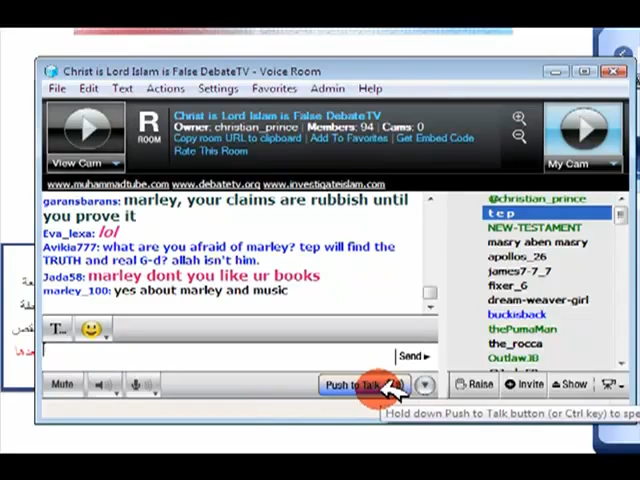 Christ is Lord Islam is False DebateTV - Voice Room
File Edit Text Actions Settings Favorites Admin Help
Christ is Lord Islam is False DebateTV
Owner: christian_prince | Members: 94 | Cams: 0
Copy room URL to clipboard | Add To Favorites | Get Embed Code
Rate This Room
R
ROOM
View Cam
My Cam
www.muhammadtube.com www.debatetv.org www.investigateislam.com
garansbarans: marley, your claims are rubbish until
you prove it
Eva_lexa: lol
Avikia777: what are you afraid of marley? tep will find the
TRUTH and real G-d? allah isn't him.
Jada58: marley dont you like ur books
marley_100: yes about marley and music
@christian_prince
t e p
NEW-TESTAMENT
masry aben masry
apollos_26
james7-7_7
fixer_6
dream-weaver-girl
buckisback
thePumaMan
the_rocca
OutlawJB
T...
Send
Mute
Push to Talk
Raise
Invite
Show
Hold down Push to Talk button (or Ctrl key) to spe